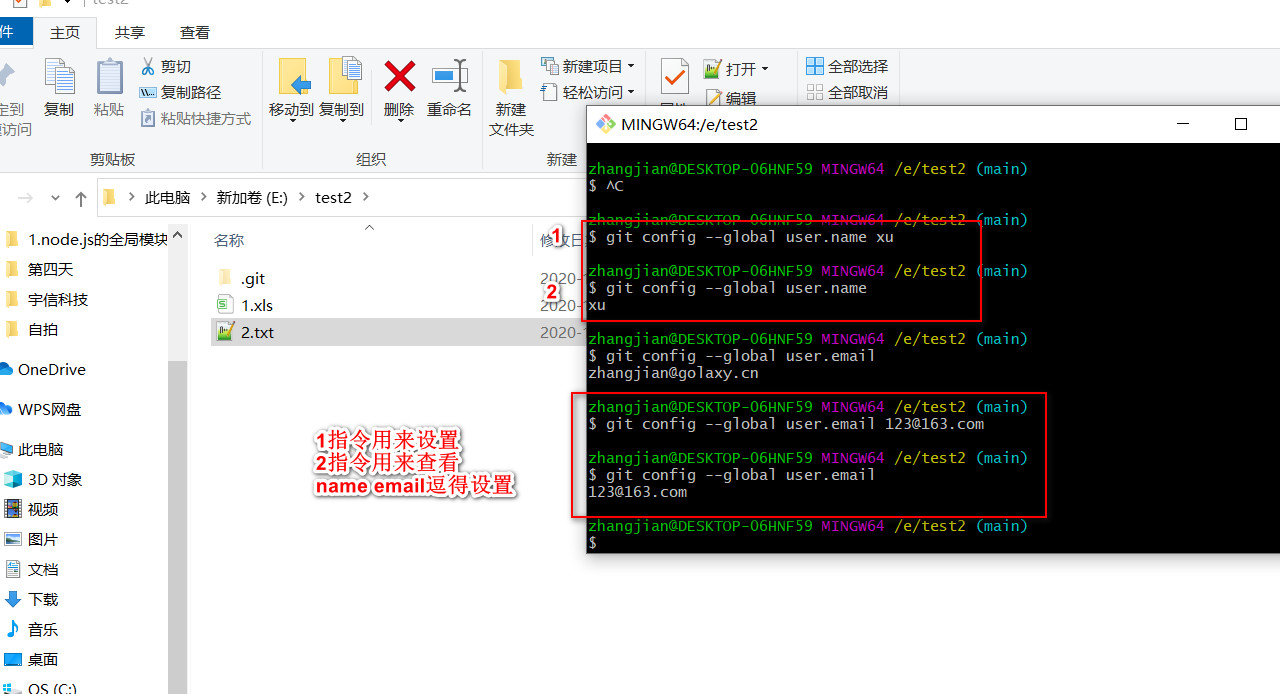 test2
件
主页
共享
查看
复制
粘贴
剪切
复制路径
粘贴快捷方式
剪贴板
移动到
复制到
删除
重命名
组织
新建
文件夹
新建项目
轻松访问
新建
打开
编辑
全部选择
全部取消
访问
此电脑
新加卷 (E:)
test2
1.node.js的全局模块
第四天
宇信科技
自拍
OneDrive
WPS网盘
此电脑
3D 对象
视频
图片
文档
下载
音乐
桌面
OS (C:)
名称
修改日
.git
2020-
1.xls
2020-
2.txt
2020-
1
2
1指令用来设置
2指令用来查看
name email逗得设置
MINGW64:/e/test2
zhangjian@DESKTOP-O6HNF59 MINGW64 /e/test2 (main)
$ ^C
zhangjian@DESKTOP-O6HNF59 MINGW64 /e/test2 (main)
$ git config --global user.name xu
zhangjian@DESKTOP-O6HNF59 MINGW64 /e/test2 (main)
$ git config --global user.name
xu
zhangjian@DESKTOP-O6HNF59 MINGW64 /e/test2 (main)
$ git config --global user.email
zhangjian@golaxy.cn
zhangjian@DESKTOP-O6HNF59 MINGW64 /e/test2 (main)
$ git config --global user.email 123@163.com
zhangjian@DESKTOP-O6HNF59 MINGW64 /e/test2 (main)
$ git config --global user.email
123@163.com
zhangjian@DESKTOP-O6HNF59 MINGW64 /e/test2 (main)
$